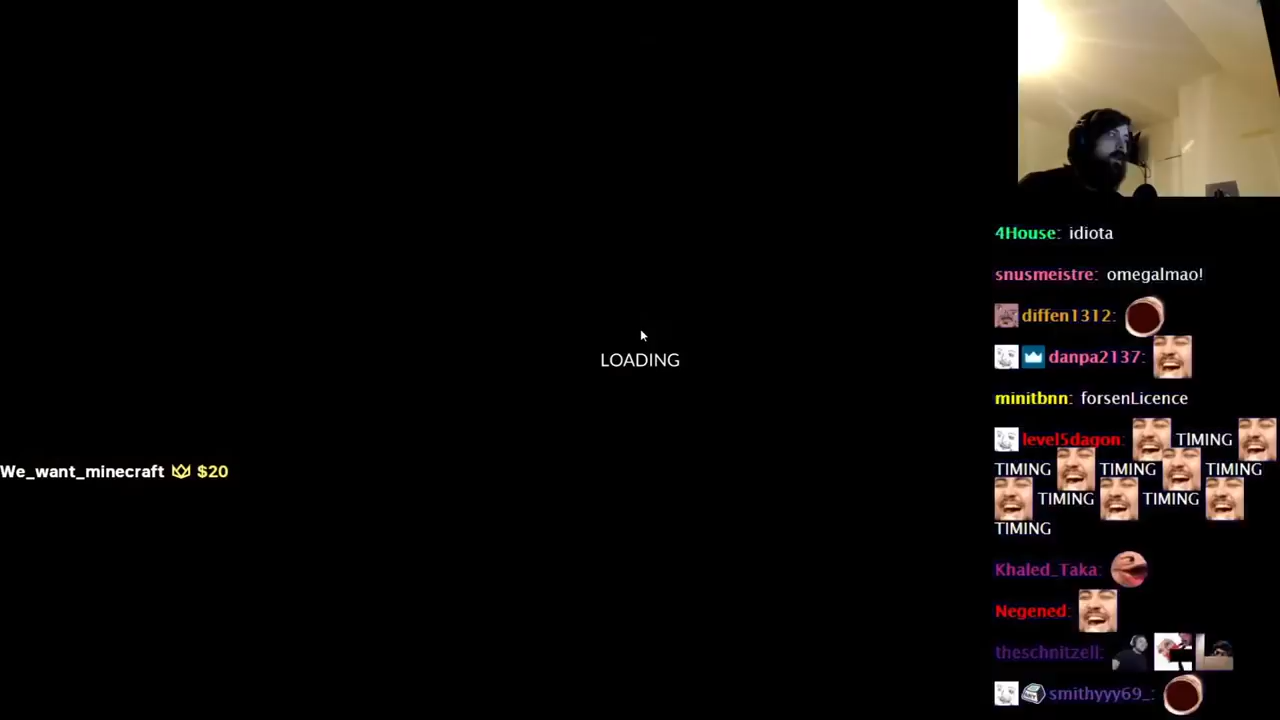 LOADING
We_want_minecraft $20
4House: idiota
snusmeistre: omegalmao!
diffen1312:
danpa2137:
minitbnn: forsenLicence
level5dagon: TIMING
TIMING TIMING TIMING
TIMING TIMING
TIMING
Khaled_Taka:
Negened:
theschnitzell:
smithyyy69_: